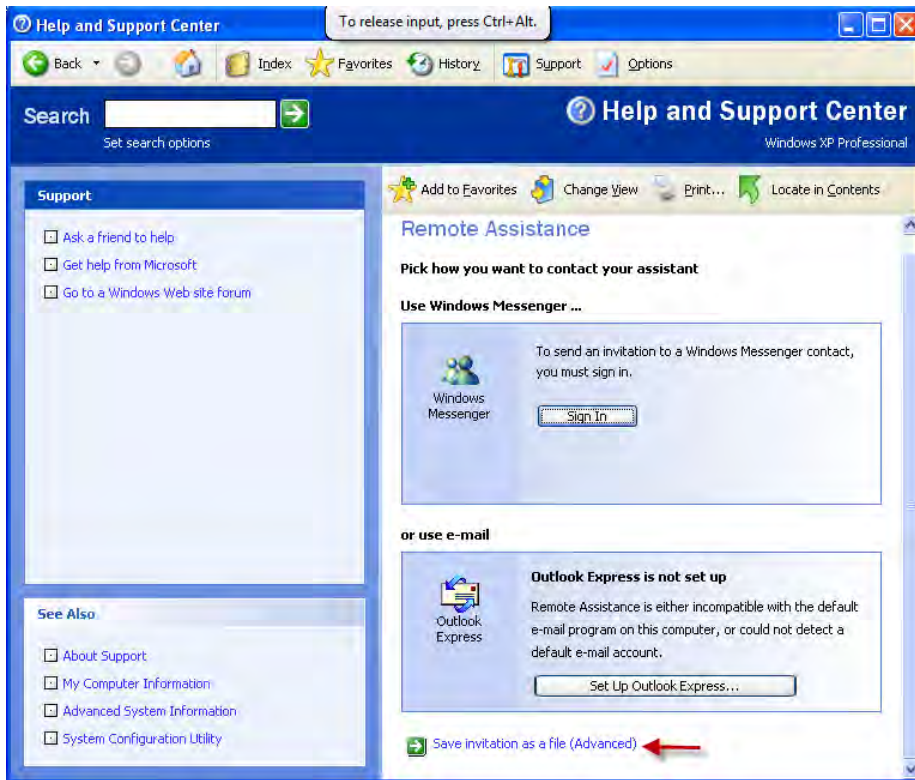 Help and Support Center
To release input, press Ctrl+Alt.
Back
Index
Favorites
History
Support
Options
Search
Set search options
Help and Support Center
Windows XP Professional
Support
Ask a friend to help
Get help from Microsoft
Go to a Windows Web site forum
See Also
About Support
My Computer Information
Advanced System Information
System Configuration Utility
Add to Favorites
Change View
Print...
Locate in Contents
Remote Assistance
Pick how you want to contact your assistant
Use Windows Messenger ...
Windows
Messenger
To send an invitation to a Windows Messenger contact,
you must sign in.
Sign In
or use e-mail
Outlook
Express
Outlook Express is not set up
Remote Assistance is either incompatible with the default
e-mail program on this computer, or could not detect a
default e-mail account.
Set Up Outlook Express...
Save invitation as a file (Advanced)